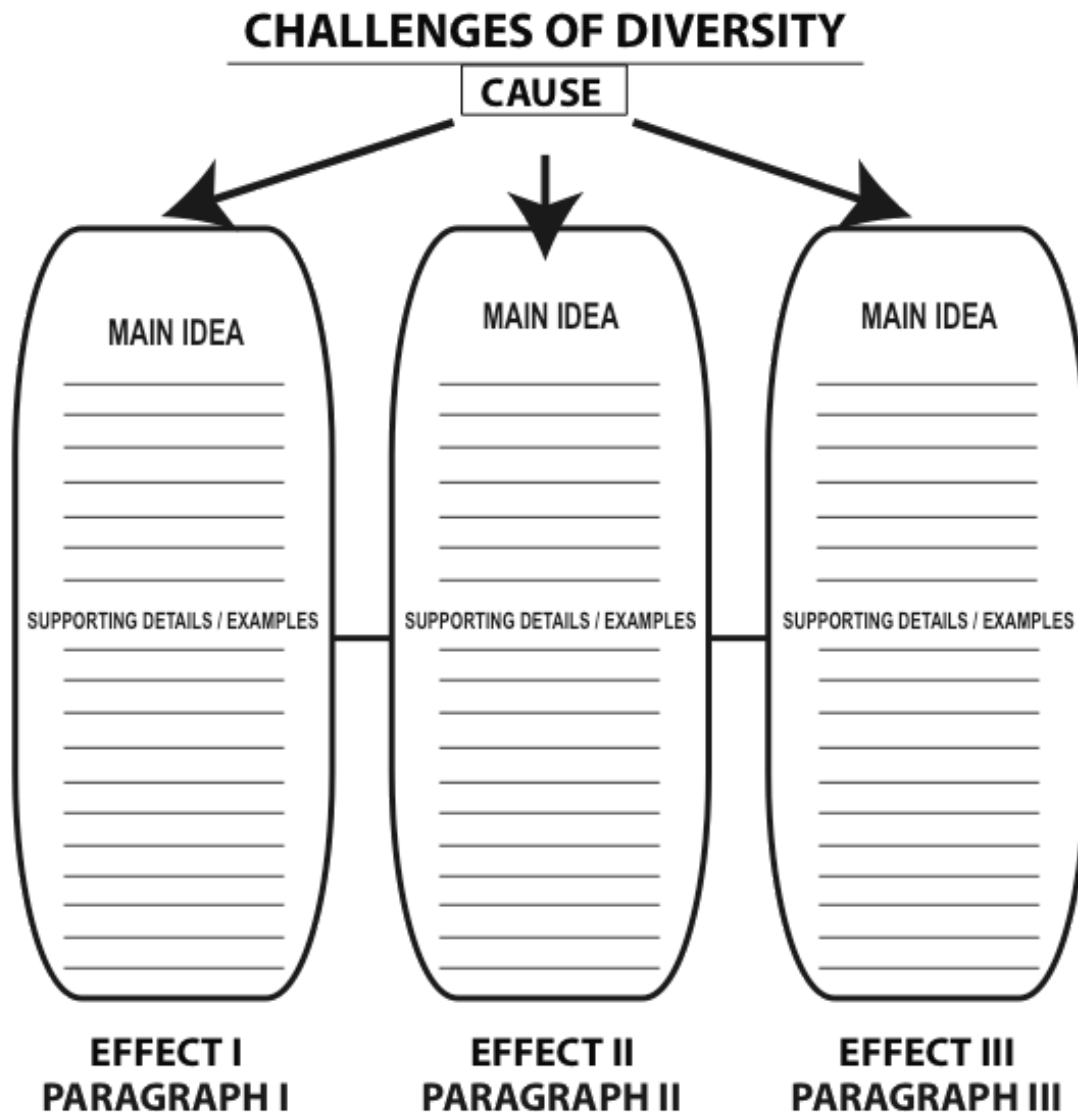 CHALLENGES OF DIVERSITY
CAUSE
MAIN IDEA
SUPPORTING DETAILS / EXAMPLES
EFFECT I
PARAGRAPH I
MAIN IDEA
SUPPORTING DETAILS / EXAMPLES
EFFECT II
PARAGRAPH II
MAIN IDEA
SUPPORTING DETAILS / EXAMPLES
EFFECT III
PARAGRAPH III